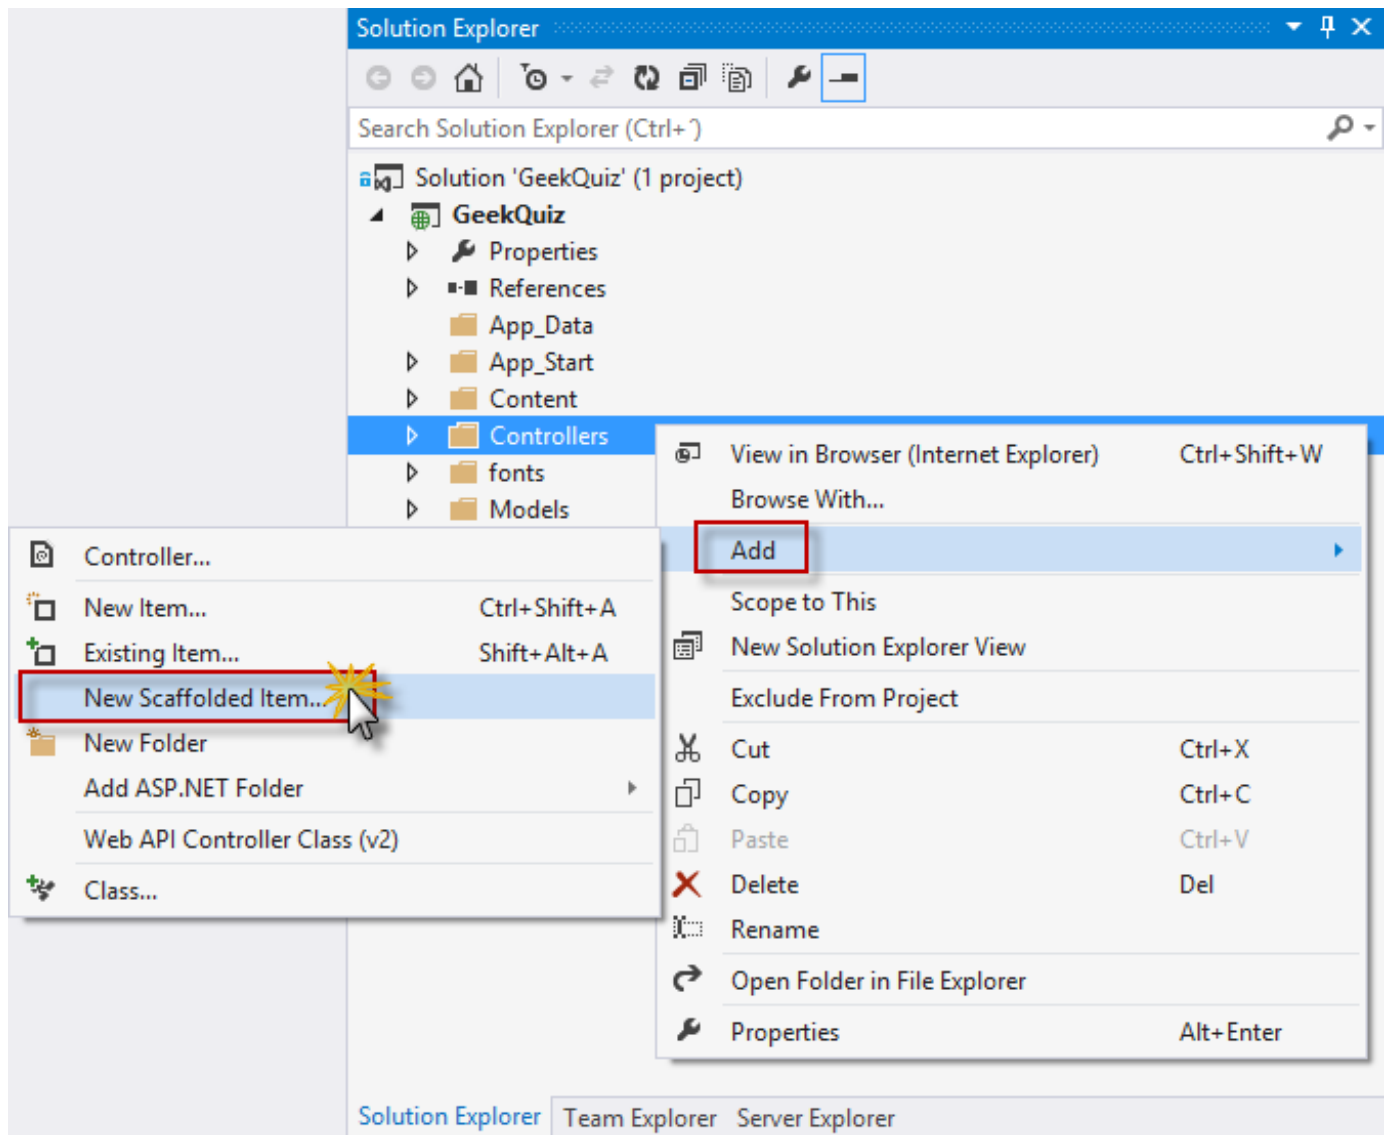 Solution Explorer
Search Solution Explorer (Ctrl+´)
Solution 'GeekQuiz' (1 project)
GeekQuiz
Properties
References
App_Data
App_Start
Content
Controllers
fonts
Models
View in Browser (Internet Explorer) Ctrl+Shift+W
Browse With...
Add
Scope to This
New Solution Explorer View
Exclude From Project
Cut Ctrl+X
Copy Ctrl+C
Paste Ctrl+V
Delete Del
Rename
Open Folder in File Explorer
Properties Alt+Enter
Controller...
New Item... Ctrl+Shift+A
Existing Item... Shift+Alt+A
New Scaffolded Item...
New Folder
Add ASP.NET Folder
Web API Controller Class (v2)
Class...
Solution Explorer Team Explorer Server Explorer